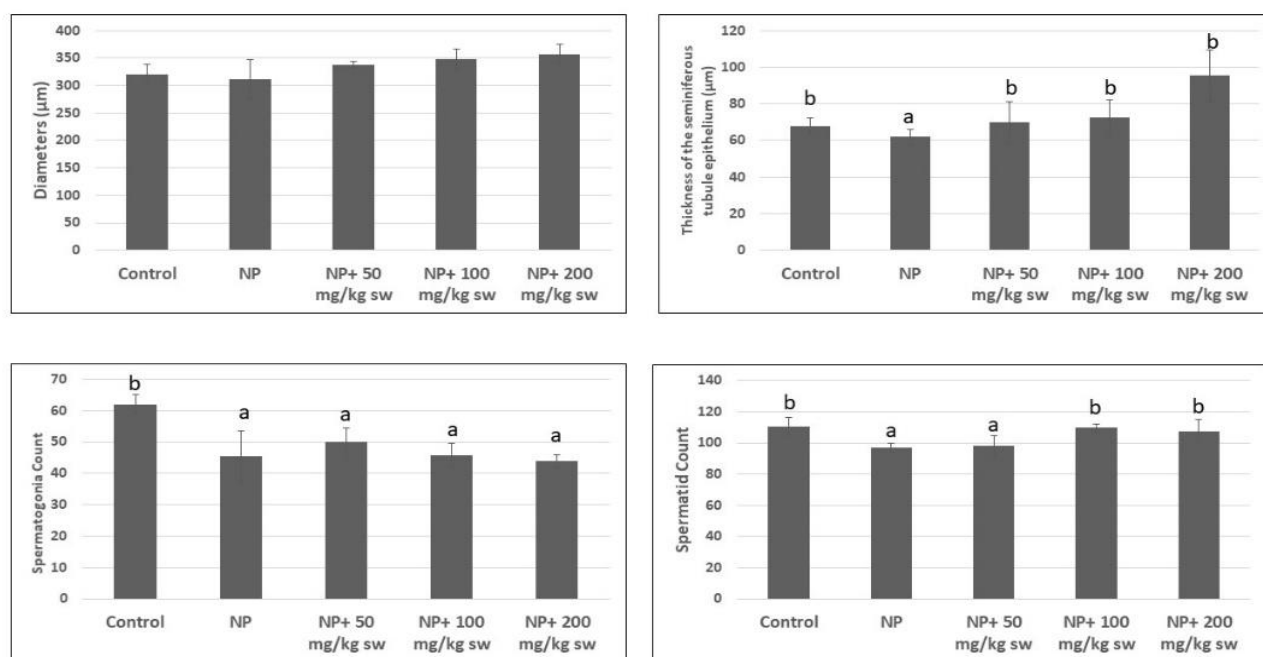 400
350
300
250
200
150
100
50
0
Diameters (µm)
Control
NP
NP+ 50
mg/kg sw
NP+ 100
mg/kg sw
NP+ 200
mg/kg sw
120
100
80
60
40
20
0
Thickness of the seminiferous
tubule epithelium (µm)
b
a
b
b
b
Control
NP
NP+ 50
mg/kg sw
NP+ 100
mg/kg sw
NP+ 200
mg/kg sw
70
60
50
40
30
20
10
0
Spermatogonia Count
b
a
a
a
a
Control
NP
NP+ 50
mg/kg sw
NP+ 100
mg/kg sw
NP+ 200
mg/kg sw
140
120
100
80
60
40
20
0
Spermatid Count
b
a
a
b
b
Control
NP
NP+ 50
mg/kg sw
NP+ 100
mg/kg sw
NP+ 200
mg/kg sw